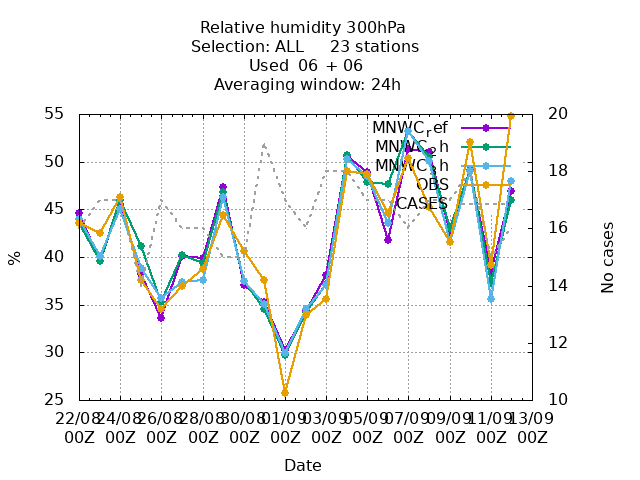 Relative humidity 300hPa
Selection: ALL 23 stations
Used 06 + 06
Averaging window: 24h
55 50 45 40 35 30 25
%
20 18 16 14 12 10
No cases
MNWC_ref
MNWC_2h
MNWC_3h
OBS
CASES
22/08 24/08 26/08 28/08 30/08 01/09 03/09 05/09 07/09 09/09 11/09 13/09
00Z 00Z 00Z 00Z 00Z 00Z 00Z 00Z 00Z 00Z 00Z 00Z
Date